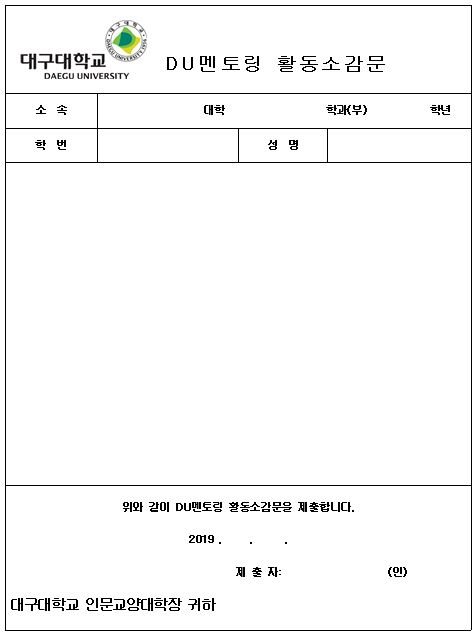 대구대학교
DAEGU UNIVERSITY
DU멘토링 활동소감문
소 속 대학 학과(부) 학년
학 번 성 명
위와 같이 DU멘토링 활동소감문을 제출합니다.
2019 . . .
제 출 자: (인)
대구대학교 인문교양대학장 귀하